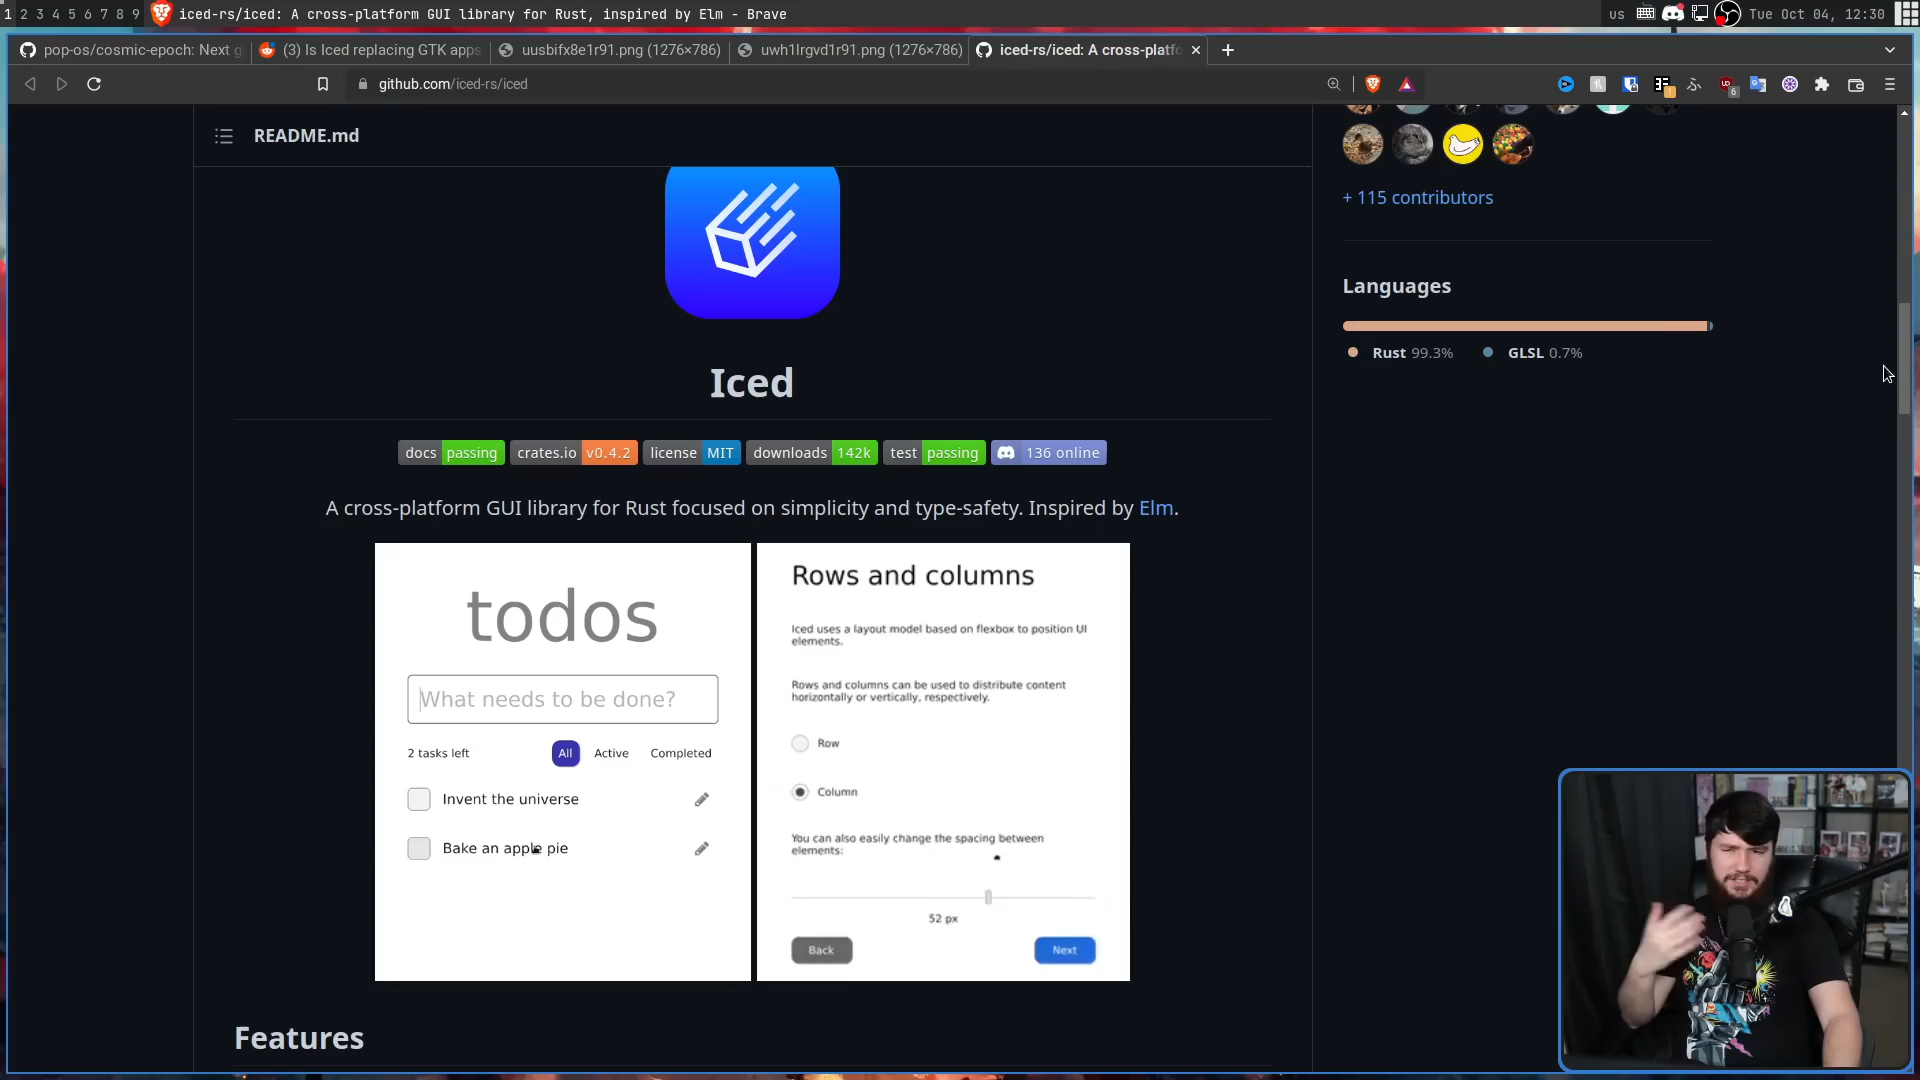 1 2 3 4 5 6 7 8 9 iced-rs/iced: A cross-platform GUI library for Rust, inspired by Elm - Brave us Tue Oct 04, 12:30
pop-os/cosmic-epoch: Next g (3) Is Iced replacing GTK apps uusbifx8e1r91.png (1276×786) uwh1lrgvd1r91.png (1276×786) iced-rs/iced: A cross-platfo
github.com/iced-rs/iced
README.md
+ 115 contributors
Languages
Rust 99.3% GLSL 0.7%
Iced
docs passing crates.io v0.4.2 license MIT downloads 142k test passing 136 online
A cross-platform GUI library for Rust focused on simplicity and type-safety. Inspired by Elm.
todos
What needs to be done?
2 tasks left All Active Completed
Invent the universe
Bake an apple pie
Rows and columns
Iced uses a layout model based on flexbox to position UI
elements.
Rows and columns can be used to distribute content
horizontally or vertically, respectively.
Row
Column
You can also easily change the spacing between
elements:
52 px
Back Next
Features